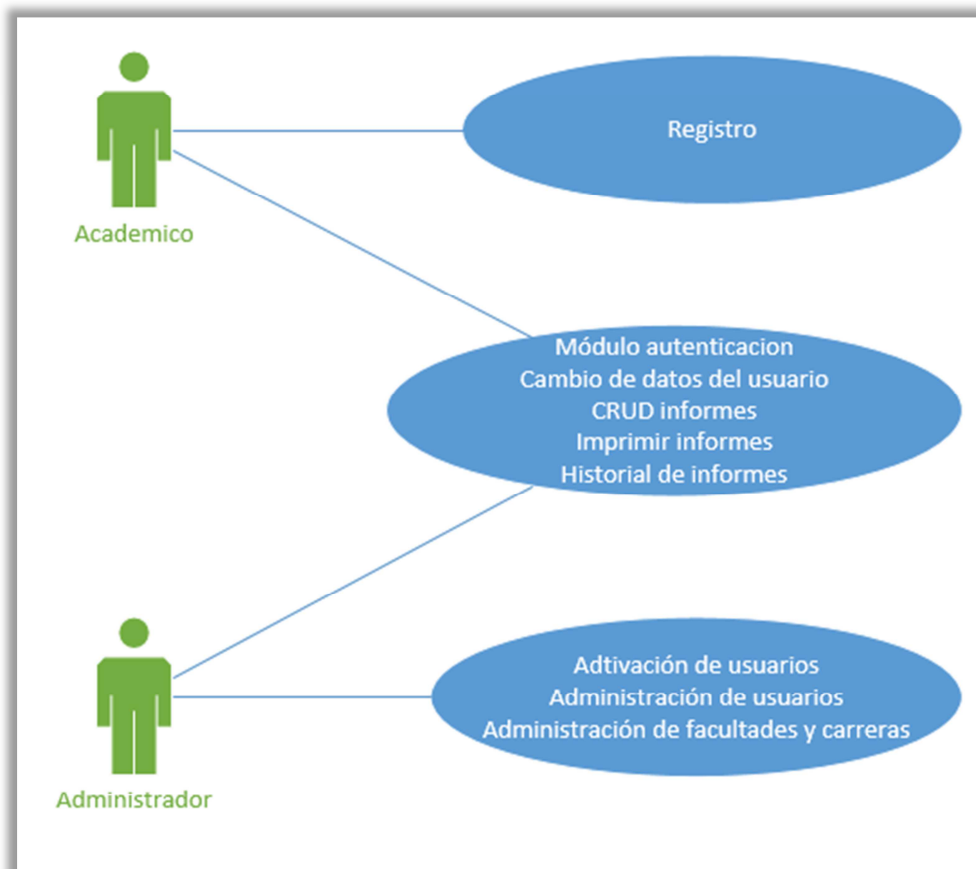 Registro
Academico
Módulo autenticacion
Cambio de datos del usuario
CRUD informes
Imprimir informes
Historial de informes
Adtivación de usuarios
Administración de usuarios
Administración de facultades y carreras
Administrador